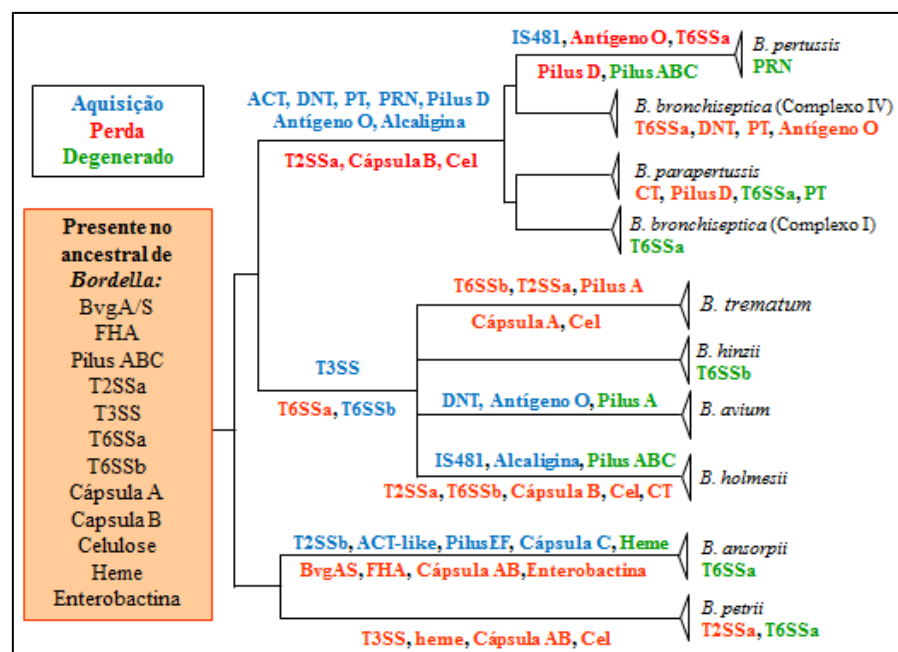 Aquisição
Perda
Degenerado
Presente no
ancestral de
Bordella:
BvgA/S
FHA
Pilus ABC
T2SSa
T3SS
T6SSa
T6SSb
Cápsula A
Capsula B
Celulose
Heme
Enterobactina
ACT, DNT, PT, PRN, Pilus D
Antígeno O, Alcaligina
T2SSa, Cápsula B, Cel
IS481, Antígeno O, T6SSa
Pilus D, Pilus ABC
B. pertussis
PRN
B. bronchiseptica (Complexo IV)
T6SSa, DNT, PT, Antígeno O
B. parapertussis
CT, Pilus D, T6SSa, PT
B. bronchiseptica (Complexo I)
T6SSa
T3SS
T6SSa, T6SSb
T6SSb, T2SSa, Pilus A
Cápsula A, Cel
B. trematum
B. hinzii
T6SSb
DNT, Antígeno O, Pilus A
B. avium
IS481, Alcaligina, Pilus ABC
T2SSa, T6SSb, Cápsula B, Cel, CT
B. holmesii
T2SSb, ACT-like, Pilus EF, Cápsula C, Heme
BvgAS, FHA, Cápsula AB, Enterobactina
B. ansorpii
T6SSa
T3SS, heme, Cápsula AB, Cel
B. petrii
T2SSa, T6SSa